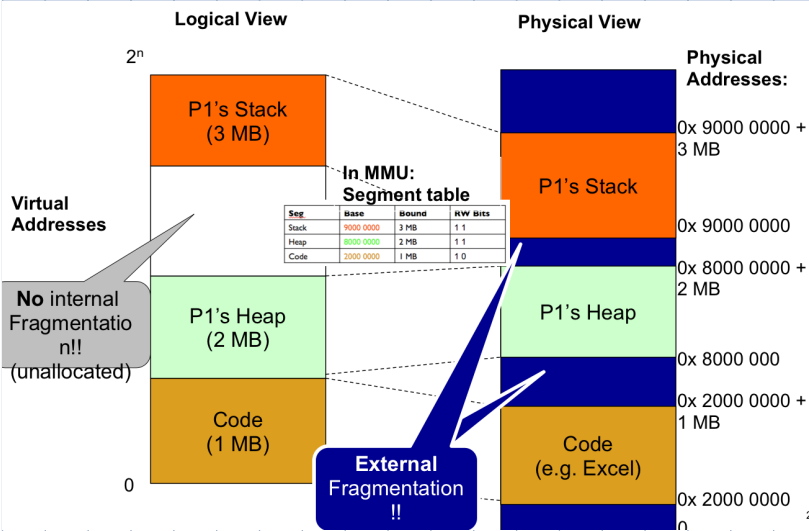 Logical View
Physical View
2ⁿ
Physical
Addresses:
P1's Stack
(3 MB)
0x 9000 0000 +
3 MB
In MMU:
Segment table
P1's Stack
Virtual
Addresses
Seg Base Bound RW Bits
Stack 9000 0000 3 MB 1 1
Heap 8000 0000 2 MB 1 1
Code 2000 0000 1 MB 1 0
0x 9000 0000
0x 8000 0000 +
2 MB
No internal
Fragmentatio
n!!
(unallocated)
P1's Heap
(2 MB)
P1's Heap
0x 8000 000
0x 2000 0000 +
1 MB
Code
(1 MB)
Code
(e.g. Excel)
External
Fragmentation
!!
0
0x 2000 0000
0
2